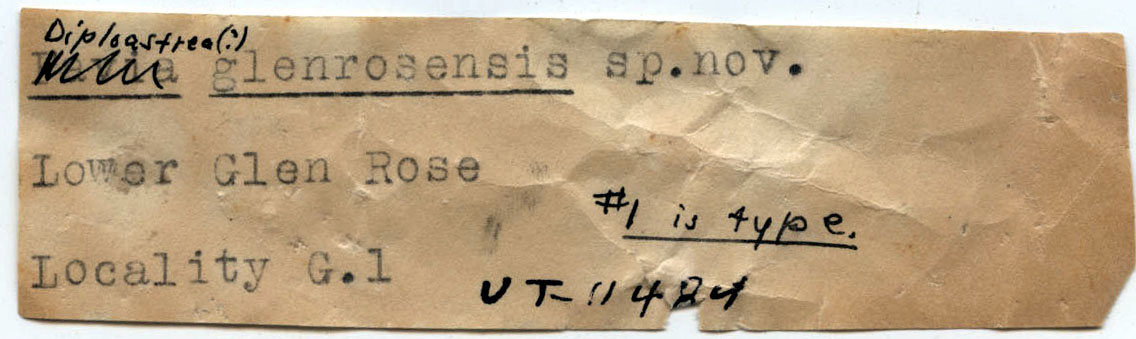 Diploastrea(?)
glenrosensis sp.nov.
Lower Glen Rose
#1 is type.
Locality G.1
UT-11484